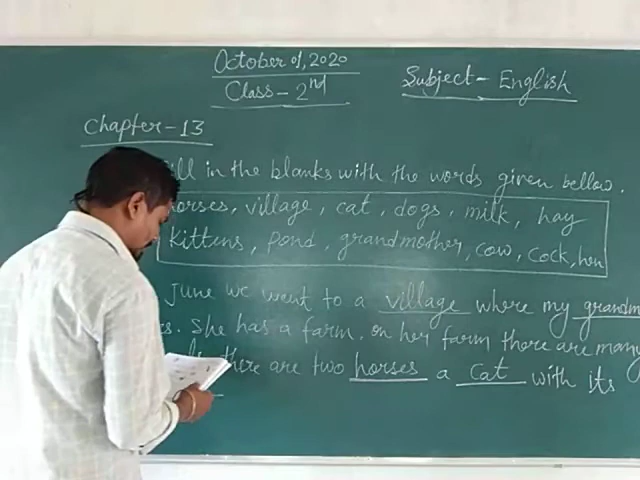 October 01, 2020
Class - 2nd
Subject - English
Chapter - 13
ill in the blanks with the words given bellow.
horses, village, cat, dogs, milk, hay
kittens, pond, grandmother, cow, cock, hen
June we went to a village where my grandm
s. She has a farm. on her farm there are many
there are two horses a cat with its